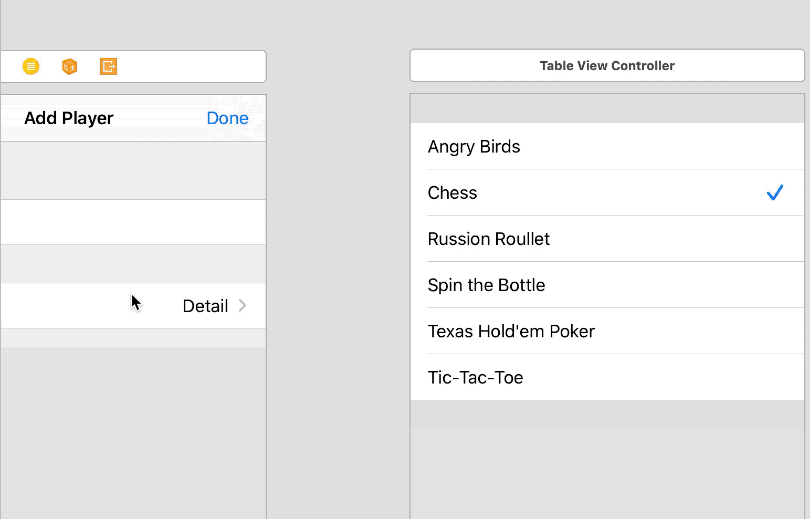 Table View Controller
Add Player
Done
Detail
Angry Birds
Chess
Russion Roullet
Spin the Bottle
Texas Hold'em Poker
Tic-Tac-Toe